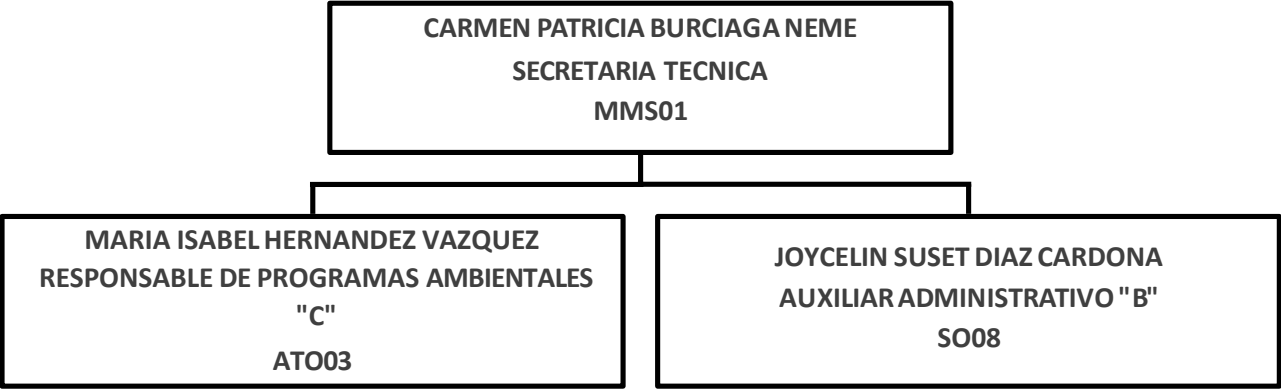 CARMEN PATRICIA BURCIAGA NEME
SECRETARIA TECNICA
MMS01
MARIA ISABEL HERNANDEZ VAZQUEZ
RESPONSABLE DE PROGRAMAS AMBIENTALES
"C"
ATO03
JOYCELIN SUSET DIAZ CARDONA
AUXILIAR ADMINISTRATIVO "B"
SO08